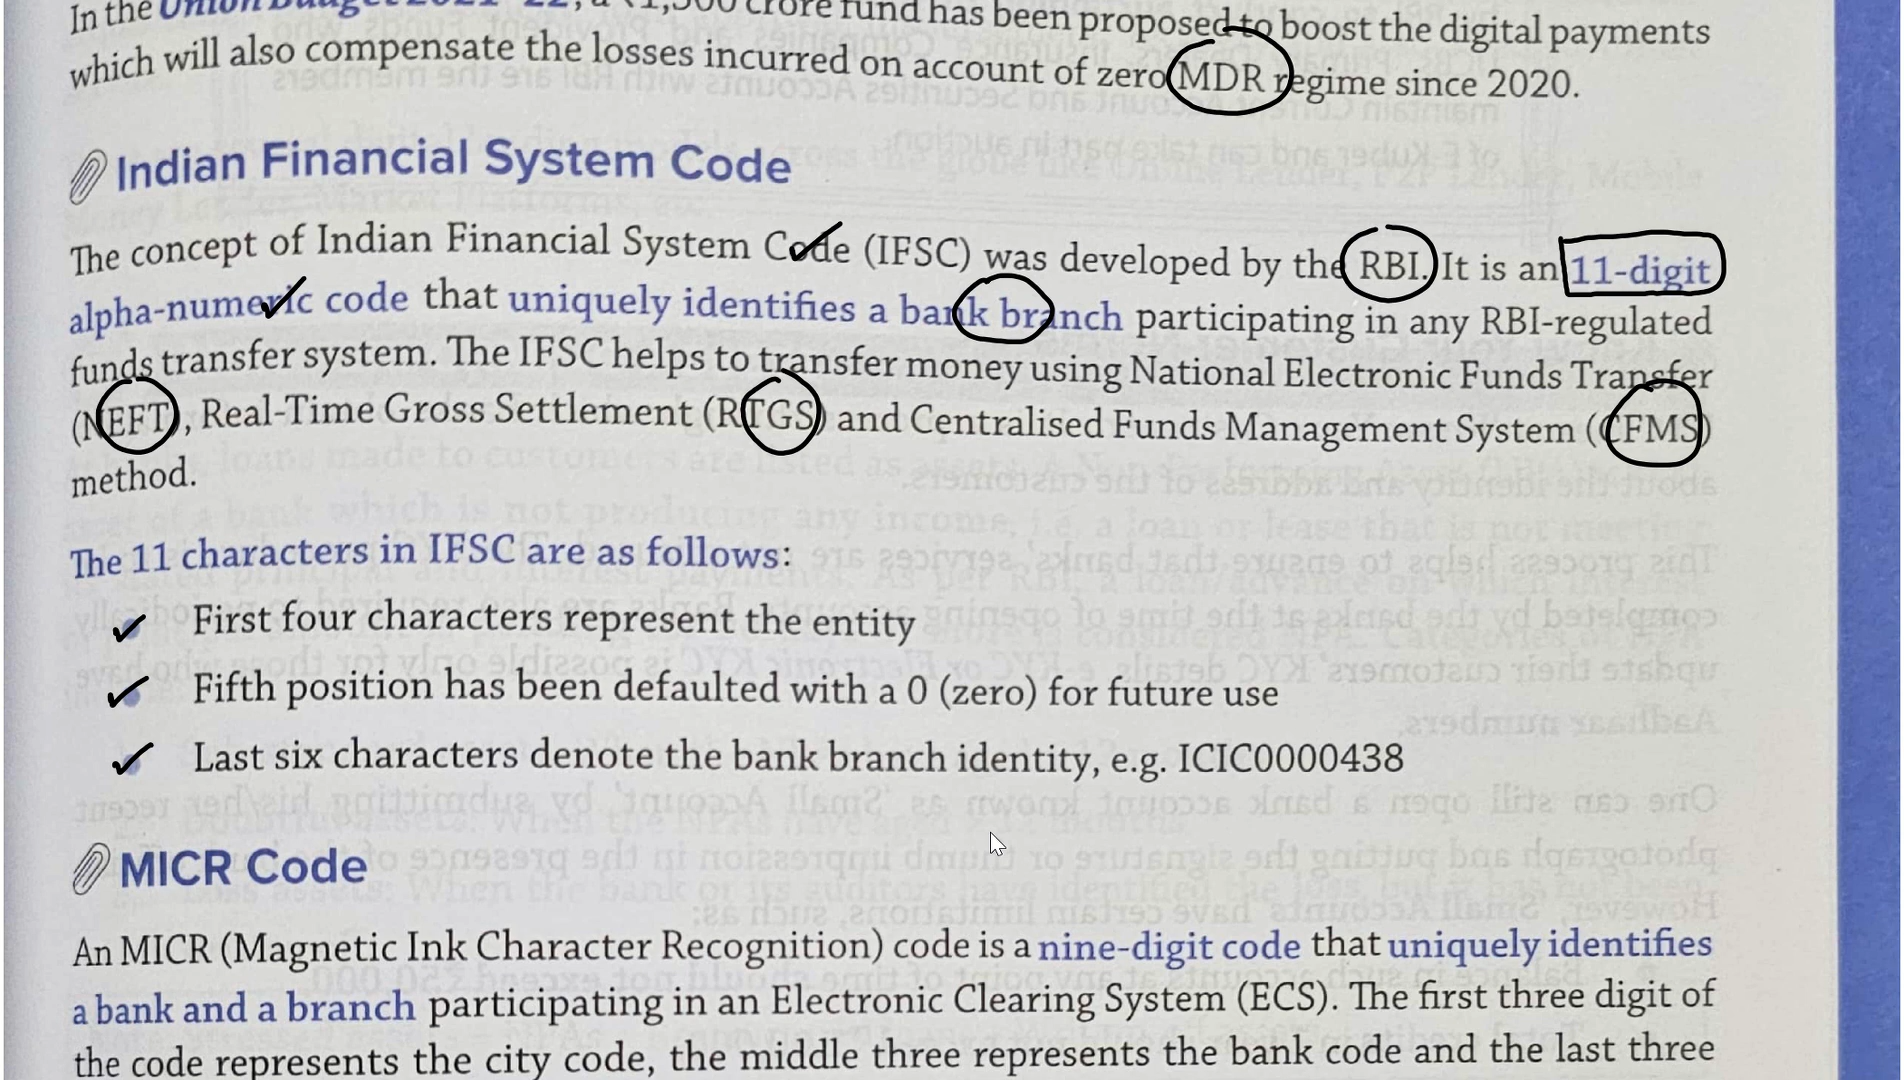 In the Union Budget 2021-22, a ₹1,500 crore fund has been proposed to boost the digital payments
which will also compensate the losses incurred on account of zero MDR regime since 2020.
Indian Financial System Code
The concept of Indian Financial System Code (IFSC) was developed by the RBI. It is an 11-digit
alpha-numeric code that uniquely identifies a bank branch participating in any RBI-regulated
funds transfer system. The IFSC helps to transfer money using National Electronic Funds Transfer
(NEFT), Real-Time Gross Settlement (RTGS) and Centralised Funds Management System (CFMS)
method.
The 11 characters in IFSC are as follows:
First four characters represent the entity
Fifth position has been defaulted with a 0 (zero) for future use
Last six characters denote the bank branch identity, e.g. ICIC0000438
MICR Code
An MICR (Magnetic Ink Character Recognition) code is a nine-digit code that uniquely identifies
a bank and a branch participating in an Electronic Clearing System (ECS). The first three digit of
the code represents the city code, the middle three represents the bank code and the last three